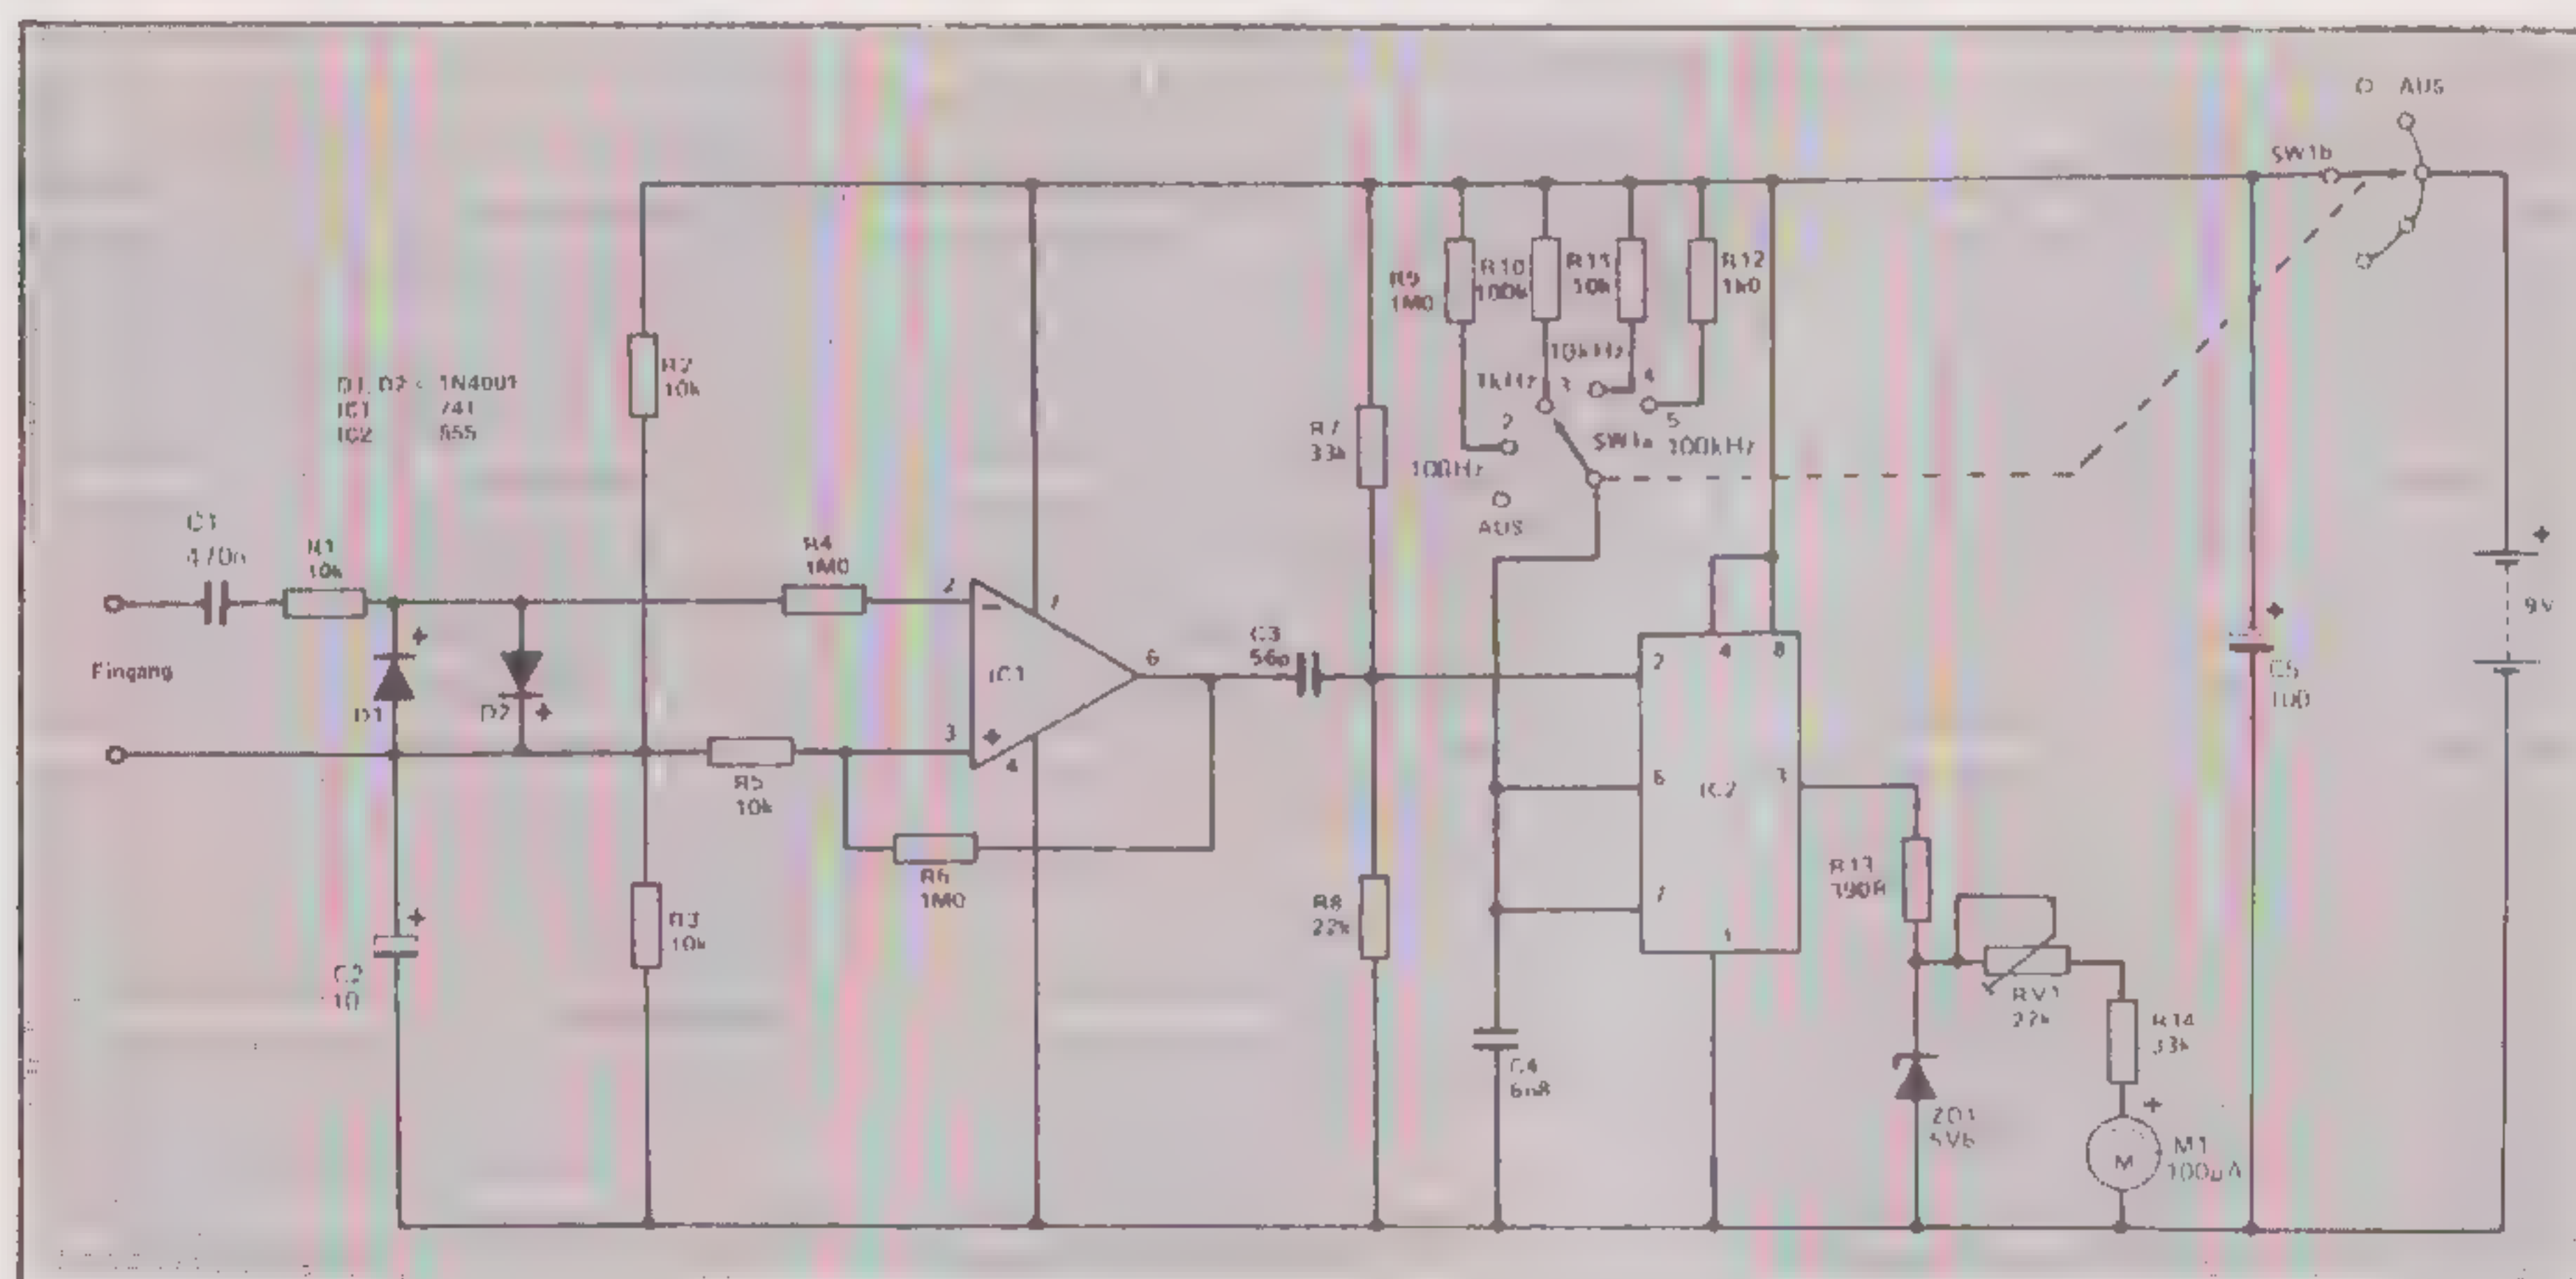 AUS
SW1b
R9
1M0
R10
100k
R11
10k
R12
1k0
R2
10k
D1, D2 = 1N4001
IC1 741
IC2 555
10kHz
1kHz
3
4
2
5
SW1a
100kHz
R7
33k
100Hz
AUS
C1
470n
R1
10k
R4
1M0
2
7
+
9V
Eingang
+
D1
D2
+
IC1
6
C3
56p
2
4
8
+
C5
100
3
+
4
R5
10k
6
IC2
3
R6
1M0
R13
390R
R8
22k
7
1
+
C2
10
R3
10k
RV1
22k
R14
33k
C4
6n8
ZD1
5V6
+
M
M1
100µA